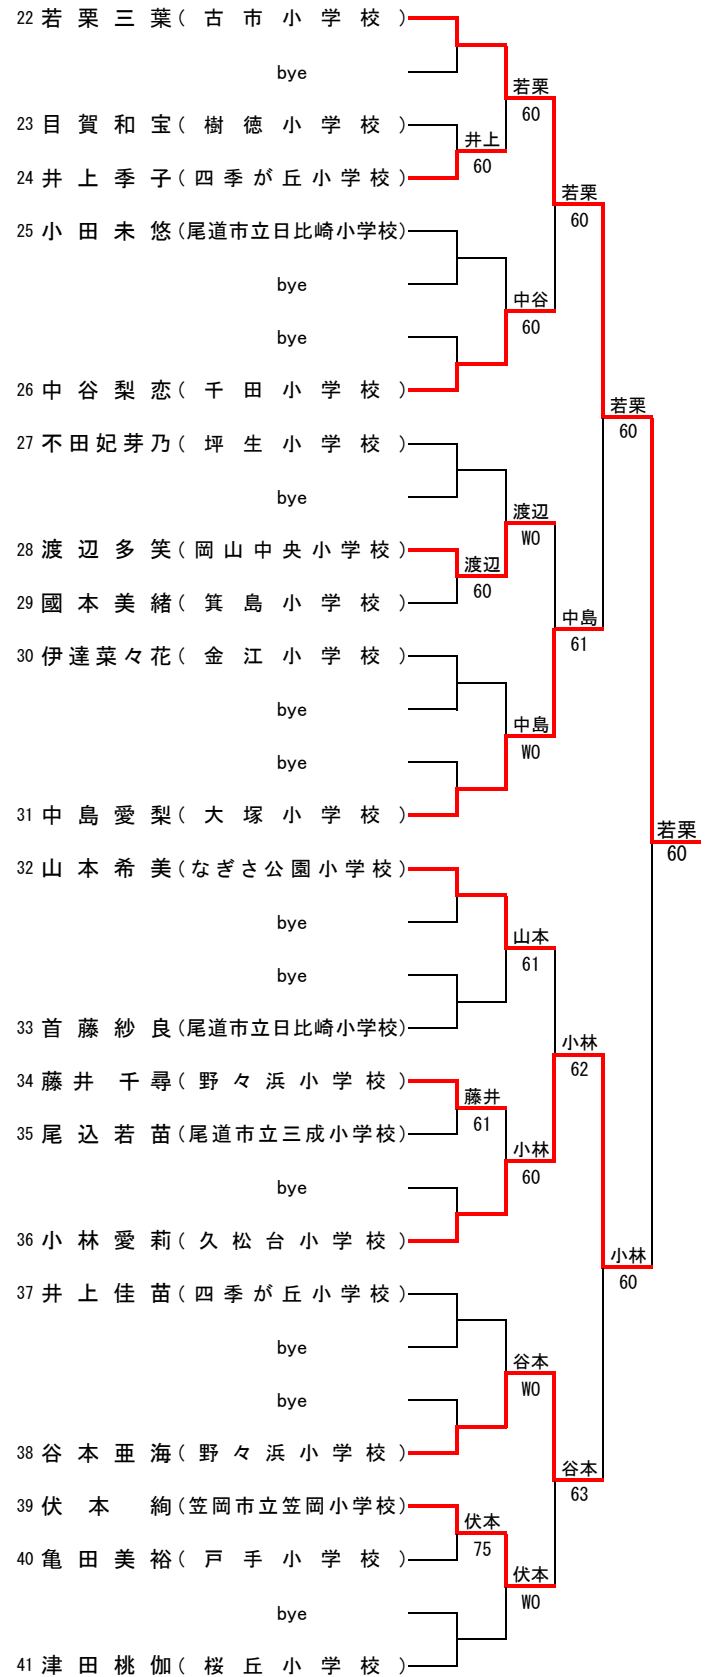 22 若栗三葉(古市小学校)
bye
若栗
60
23 目賀和宝(樹徳小学校)
井上
60
24 井上季子(四季が丘小学校)
若栗
60
25 小田未悠(尾道市立日比崎小学校)
bye
中谷
60
bye
26 中谷梨恋(千田小学校)
若栗
60
27 不田妃芽乃(坪生小学校)
bye
渡辺
WO
28 渡辺多笑(岡山中央小学校)
渡辺
60
29 國本美緒(箕島小学校)
中島
61
30 伊達菜々花(金江小学校)
bye
中島
WO
bye
31 中島愛梨(大塚小学校)
若栗
60
32 山本希美(なぎさ公園小学校)
bye
山本
61
bye
33 首藤紗良(尾道市立日比崎小学校)
小林
62
34 藤井千尋(野々浜小学校)
藤井
61
35 尾込若苗(尾道市立三成小学校)
小林
60
bye
36 小林愛莉(久松台小学校)
小林
60
37 井上佳苗(四季が丘小学校)
bye
谷本
WO
bye
38 谷本亜海(野々浜小学校)
谷本
63
39 伏本絢(笠岡市立笠岡小学校)
伏本
75
40 亀田美裕(戸手小学校)
伏本
WO
bye
41 津田桃伽(桜丘小学校)